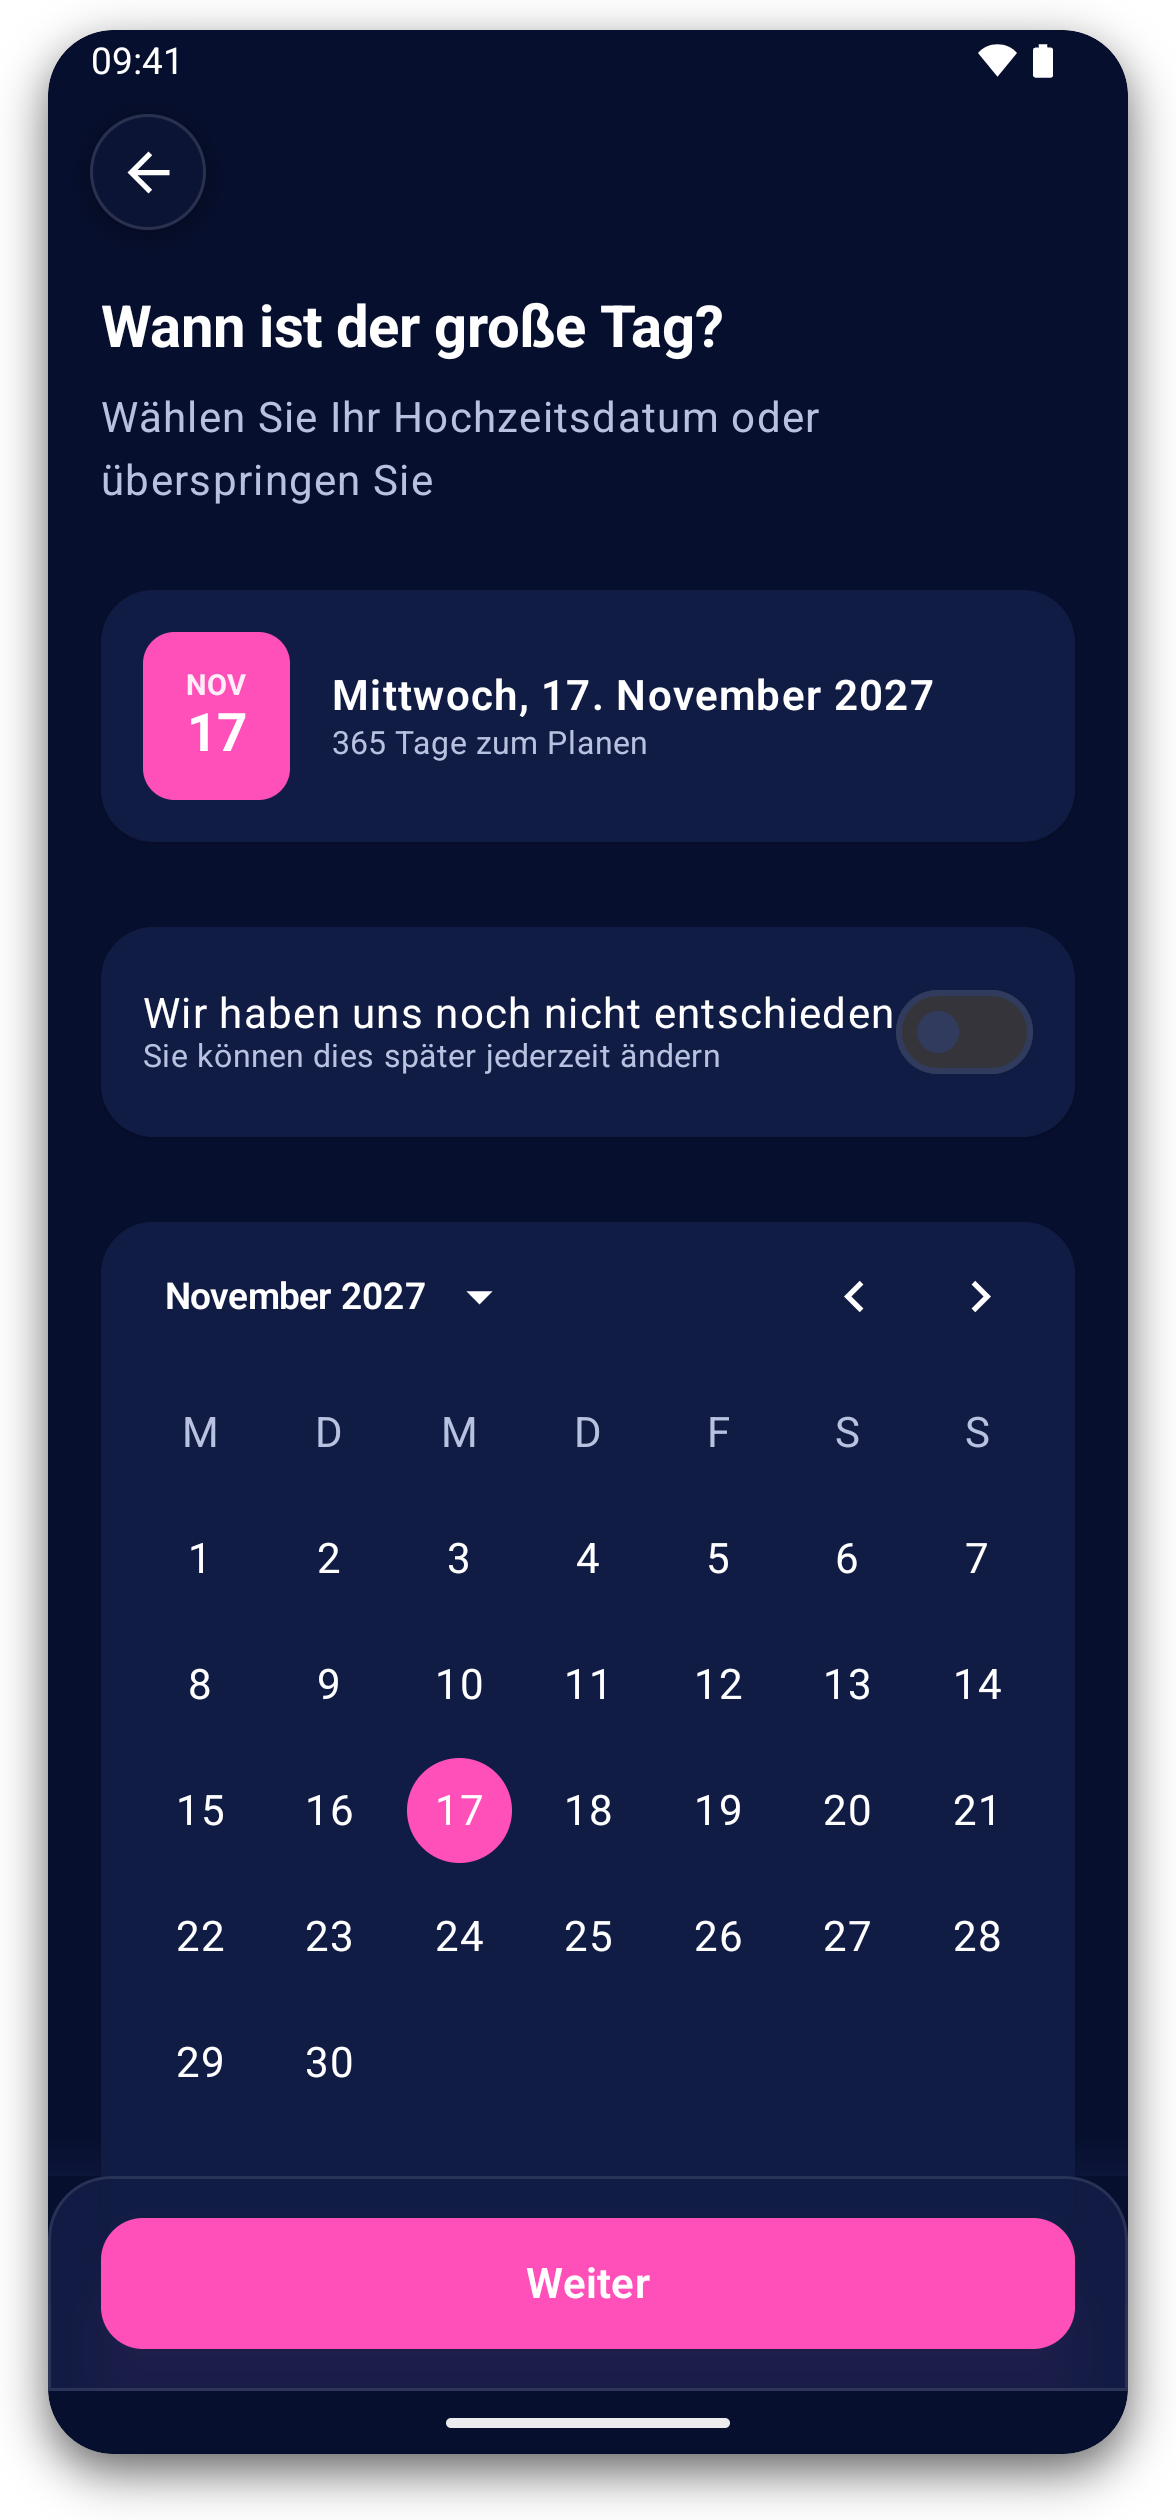 09:41
Wann ist der große Tag?
Wählen Sie Ihr Hochzeitsdatum oder
überspringen Sie
NOV
17
Mittwoch, 17. November 2027
365 Tage zum Planen
Wir haben uns noch nicht entschieden
Sie können dies später jederzeit ändern
November 2027
M D M D F S S
1 2 3 4 5 6 7
8 9 10 11 12 13 14
15 16 17 18 19 20 21
22 23 24 25 26 27 28
29 30
Weiter